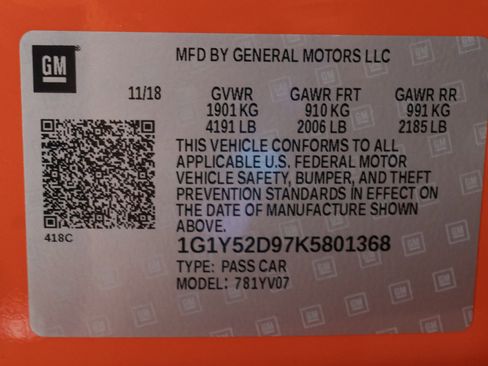 GM
MFD BY GENERAL MOTORS LLC
11/18 GVWR GAWR FRT GAWR RR
1901 KG 910 KG 991 KG
4191 LB 2006 LB 2185 LB
THIS VEHICLE CONFORMS TO ALL
APPLICABLE U.S. FEDERAL MOTOR
VEHICLE SAFETY, BUMPER, AND THEFT
PREVENTION STANDARDS IN EFFECT ON
THE DATE OF MANUFACTURE SHOWN
ABOVE.
418C
1G1Y52D97K5801368
TYPE: PASS CAR
MODEL: 781YV07